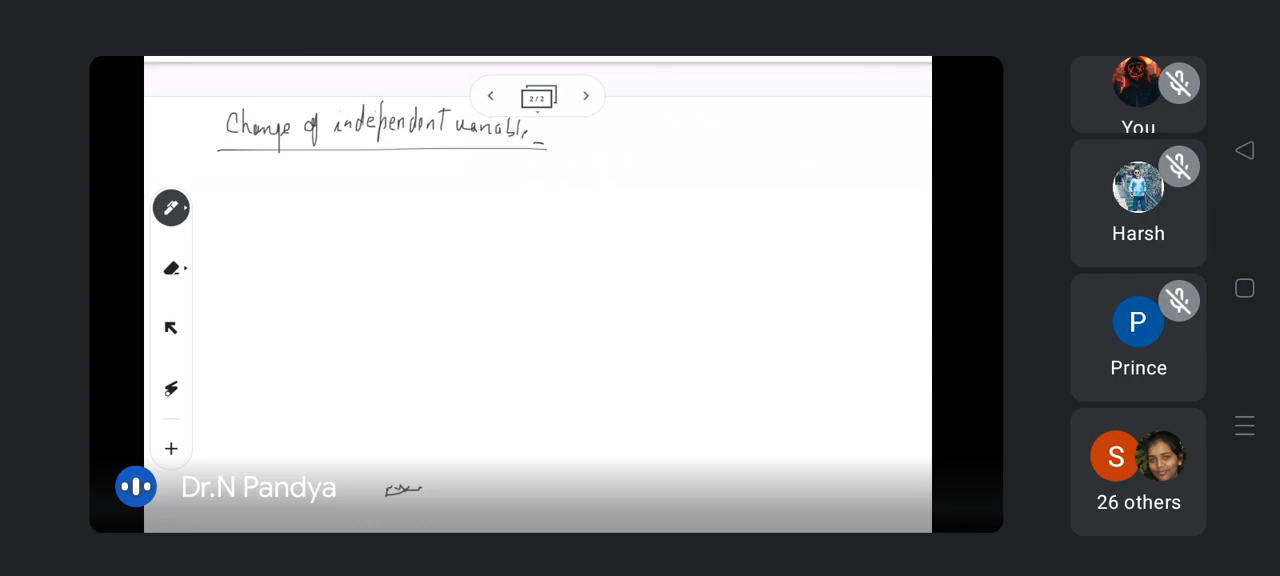 2/2
Change of independent variable
You
Harsh
P
Prince
Dr.N Pandya
S
26 others